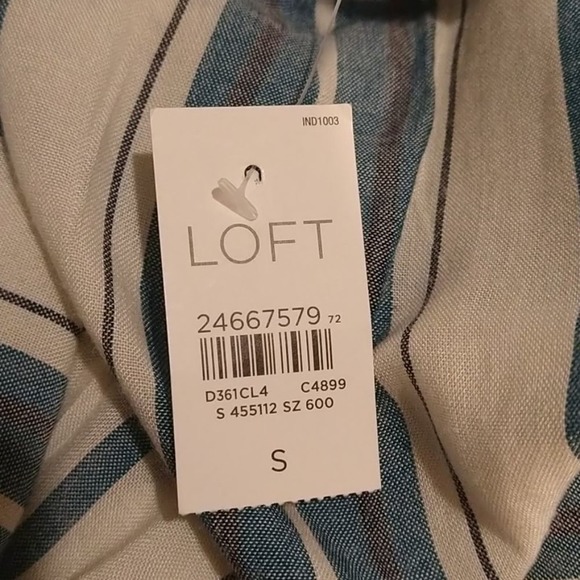 IND1003
LOFT
24667579 72
D361CL4 C4899
S 455112 SZ 600
S